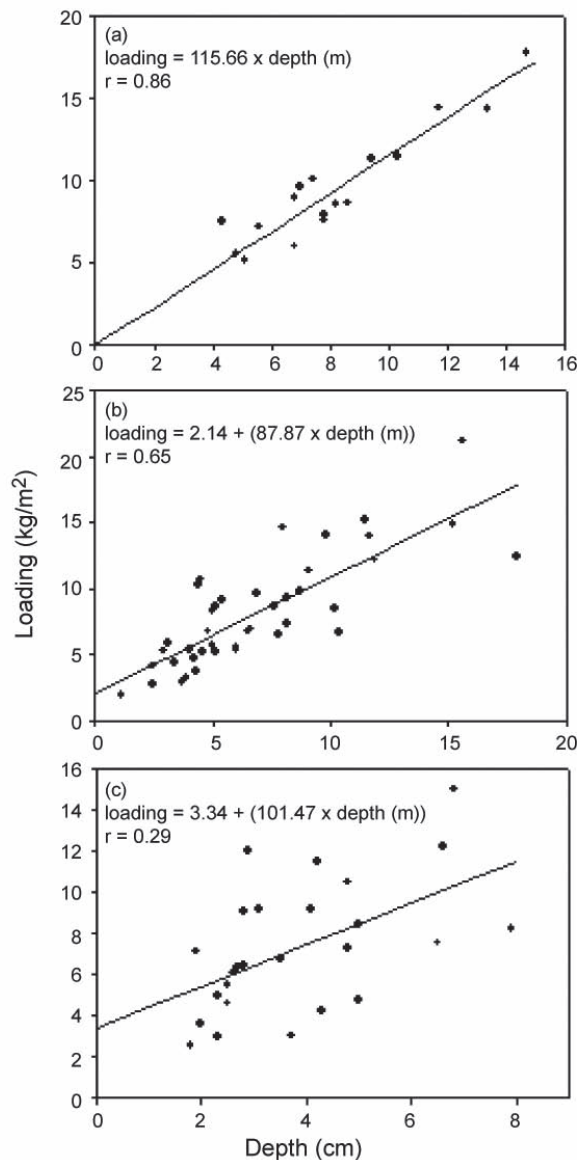 (a)
loading = 115.66 x depth (m)
r = 0.86
20
15
10
5
0
0 2 4 6 8 10 12 14 16
(b)
loading = 2.14 + (87.87 x depth (m))
r = 0.65
25
20
15
10
5
0
0 5 10 15 20
Loading (kg/m²)
(c)
loading = 3.34 + (101.47 x depth (m))
r = 0.29
16
14
12
10
8
6
4
2
0
0 2 4 6 8
Depth (cm)